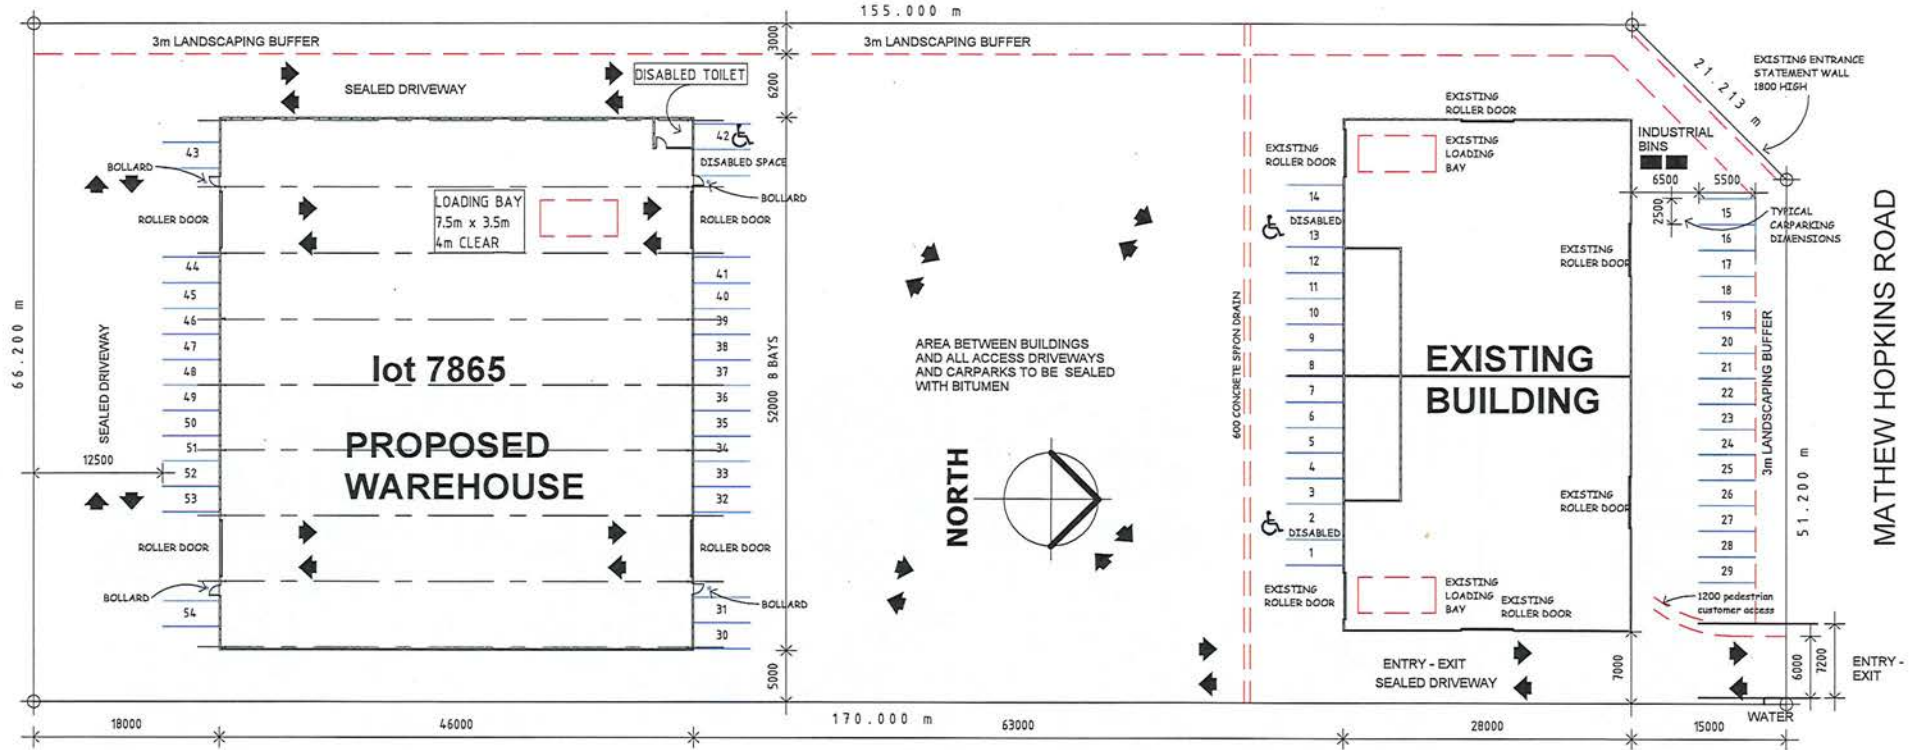 155.000 m
3m LANDSCAPING BUFFER
3m LANDSCAPING BUFFER
3000
6200
SEALED DRIVEWAY
DISABLED TOILET
21.213 m
EXISTING ENTRANCE
STATEMENT WALL
1800 HIGH
EXISTING
ROLLER DOOR
INDUSTRIAL
BINS
EXISTING
ROLLER DOOR
EXISTING
LOADING
BAY
6500
5500
2500
TYPICAL
CARPARKING
DIMENSIONS
43
BOLLARD
42
DISABLED SPACE
BOLLARD
ROLLER DOOR
LOADING BAY
7.5m x 3.5m
4m CLEAR
ROLLER DOOR
14
DISABLED
13
12
11
10
9
8
7
6
5
4
3
2
DISABLED
1
EXISTING
ROLLER DOOR
15
16
17
18
19
20
21
22
23
24
25
26
27
28
29
44
45
46
47
48
49
50
51
52
53
41
40
39
38
37
36
35
34
33
32
66.200 m
SEALED DRIVEWAY
12500
lot 7865
PROPOSED
WAREHOUSE
52000 8 BAYS
AREA BETWEEN BUILDINGS
AND ALL ACCESS DRIVEWAYS
AND CARPARKS TO BE SEALED
WITH BITUMEN
600 CONCRETE SPPON DRAIN
EXISTING
BUILDING
3m LANDSCAPING BUFFER
51.200 m
MATHEW HOPKINS ROAD
NORTH
EXISTING
ROLLER DOOR
ROLLER DOOR
ROLLER DOOR
BOLLARD
54
31
30
BOLLARD
EXISTING
ROLLER DOOR
EXISTING
LOADING
BAY
EXISTING
ROLLER DOOR
1200 pedestrian
customer access
5000
ENTRY - EXIT
SEALED DRIVEWAY
7000
6000
7200
ENTRY -
EXIT
WATER
170.000 m
18000
46000
63000
28000
15000